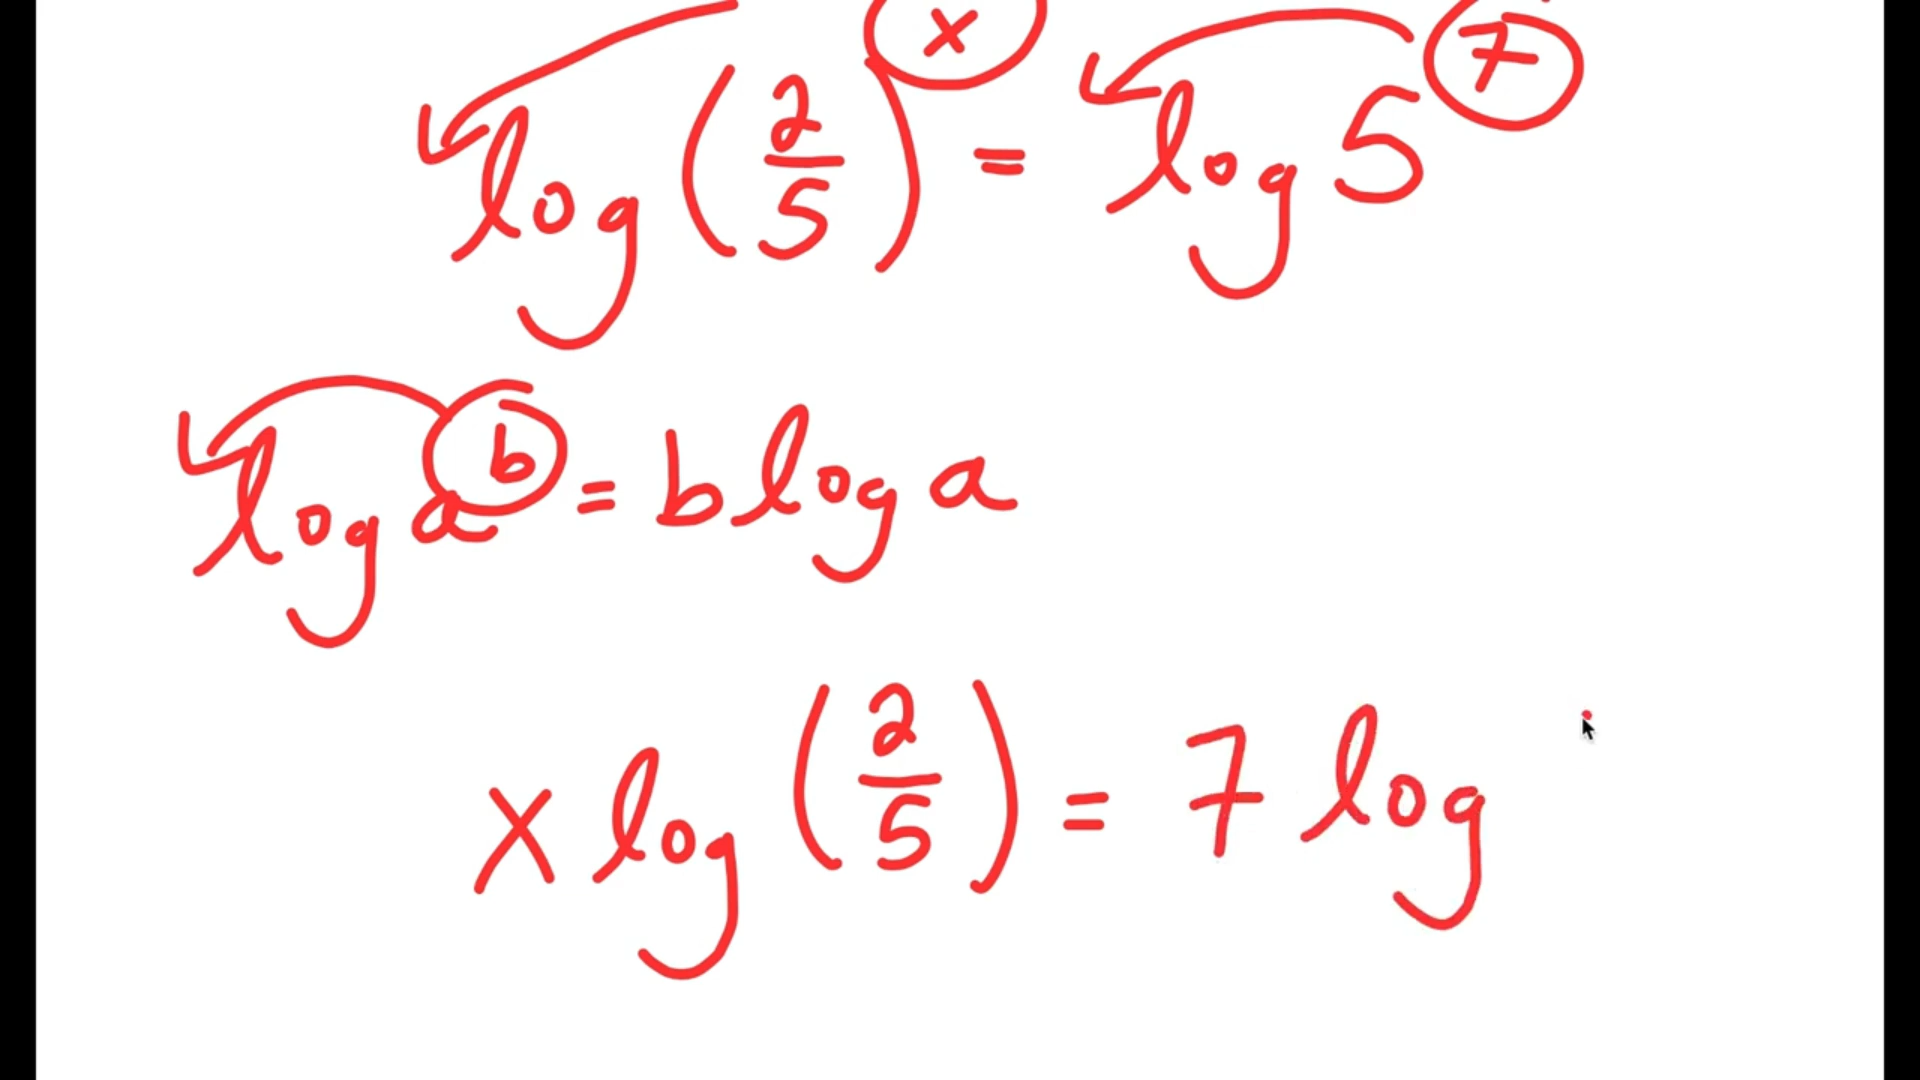 log (2/5)^x = log 5^7
log a^b = b log a
x log (2/5) = 7 log